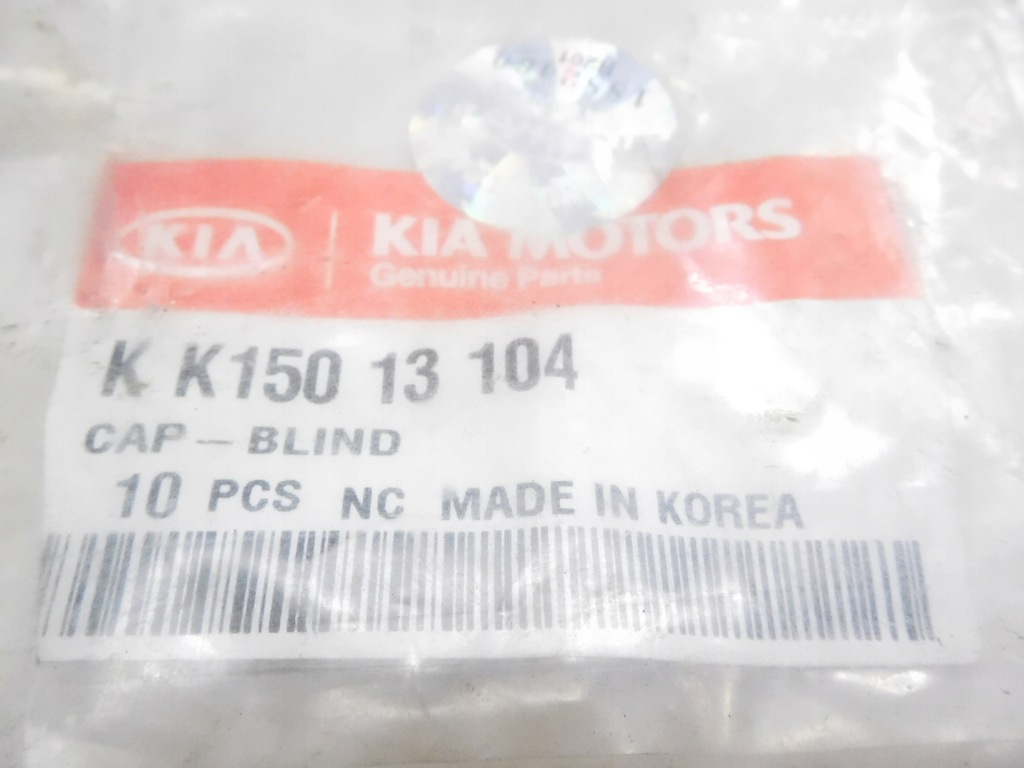 KIA
KIA MOTORS
Genuine Parts
K K150 13 104
CAP - BLIND
10 PCS NC MADE IN KOREA